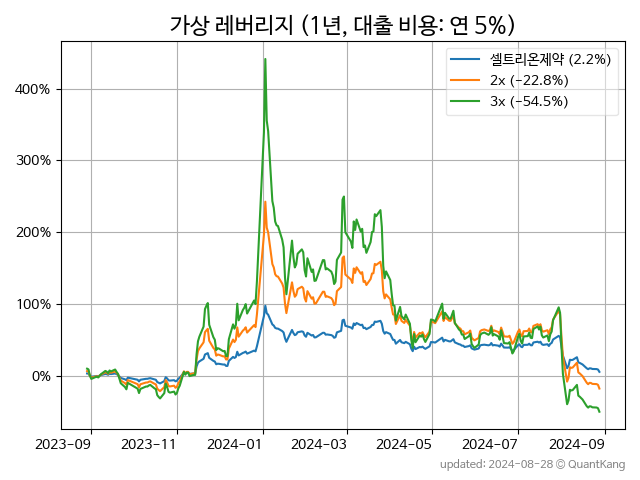 가상 레버리지 (1년, 대출 비용: 연 5%)
셀트리온제약 (2.2%)
2x (−22.8%)
3x (−54.5%)
400%
300%
200%
100%
0%
2023-09 2023-11 2024-01 2024-03 2024-05 2024-07 2024-09
updated: 2024-08-28 © QuantKang